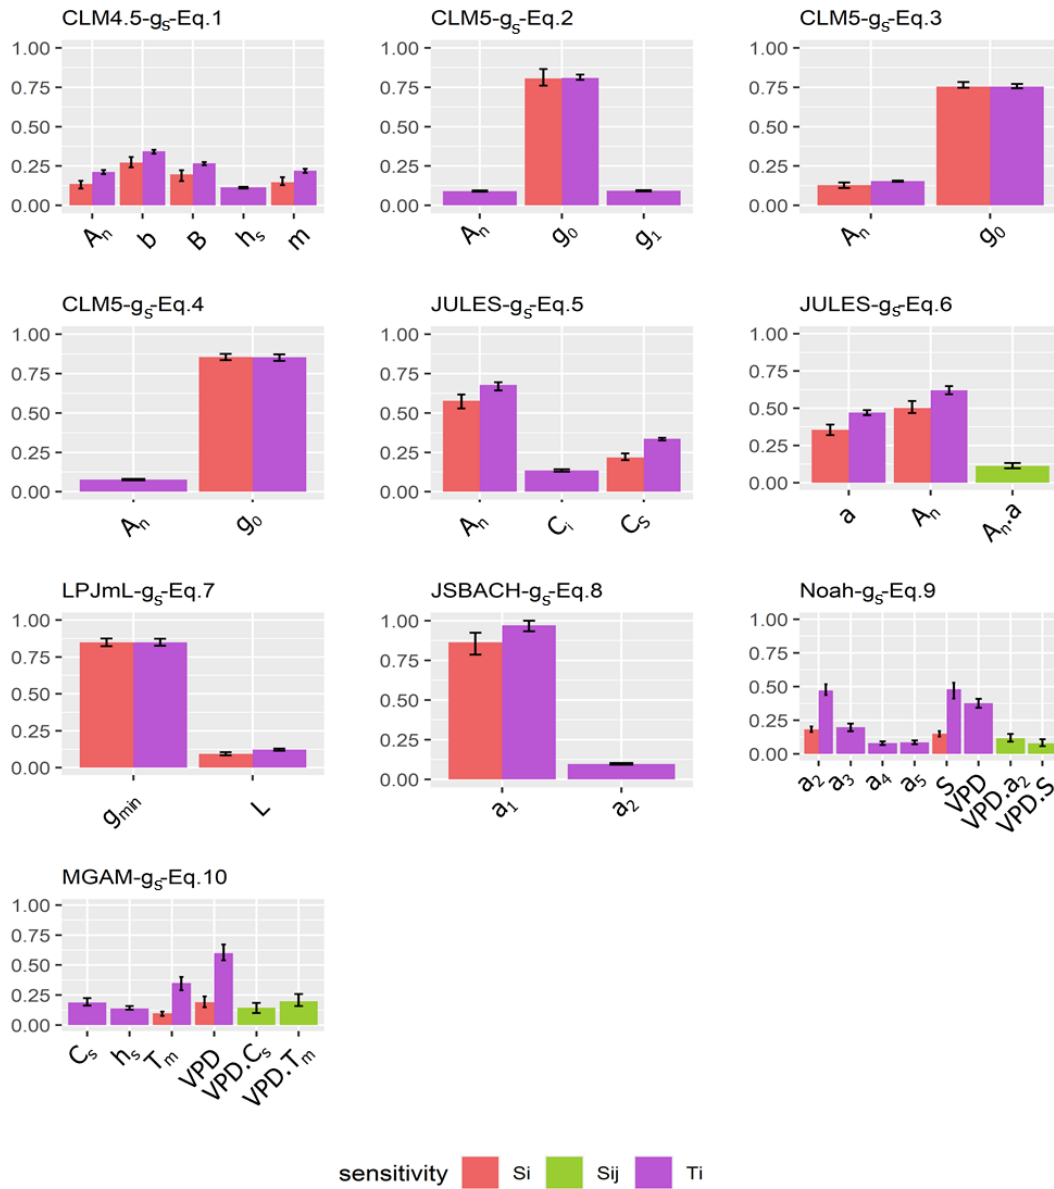 CLM4.5-gₛ-Eq.1
1.00
0.75
0.50
0.25
0.00
Aₙ b B hₛ m
CLM5-gₛ-Eq.2
1.00
0.75
0.50
0.25
0.00
Aₙ g₀ g₁
CLM5-gₛ-Eq.3
1.00
0.75
0.50
0.25
0.00
Aₙ g₀
CLM5-gₛ-Eq.4
1.00
0.75
0.50
0.25
0.00
Aₙ g₀
JULES-gₛ-Eq.5
1.00
0.75
0.50
0.25
0.00
Aₙ Cᵢ Cₛ
JULES-gₛ-Eq.6
1.00
0.75
0.50
0.25
0.00
a Aₙ Aₙ.a
LPJmL-gₛ-Eq.7
1.00
0.75
0.50
0.25
0.00
gₘᵢₙ L
JSBACH-gₛ-Eq.8
1.00
0.75
0.50
0.25
0.00
a₁ a₂
Noah-gₛ-Eq.9
1.00
0.75
0.50
0.25
0.00
a₂ a₃ a₄ a₅ S VPD VPD.a₂ VPD.S
MGAM-gₛ-Eq.10
1.00
0.75
0.50
0.25
0.00
Cₛ hₛ Tₘ VPD VPD.Cₛ VPD.Tₘ
sensitivity Si Sij Ti